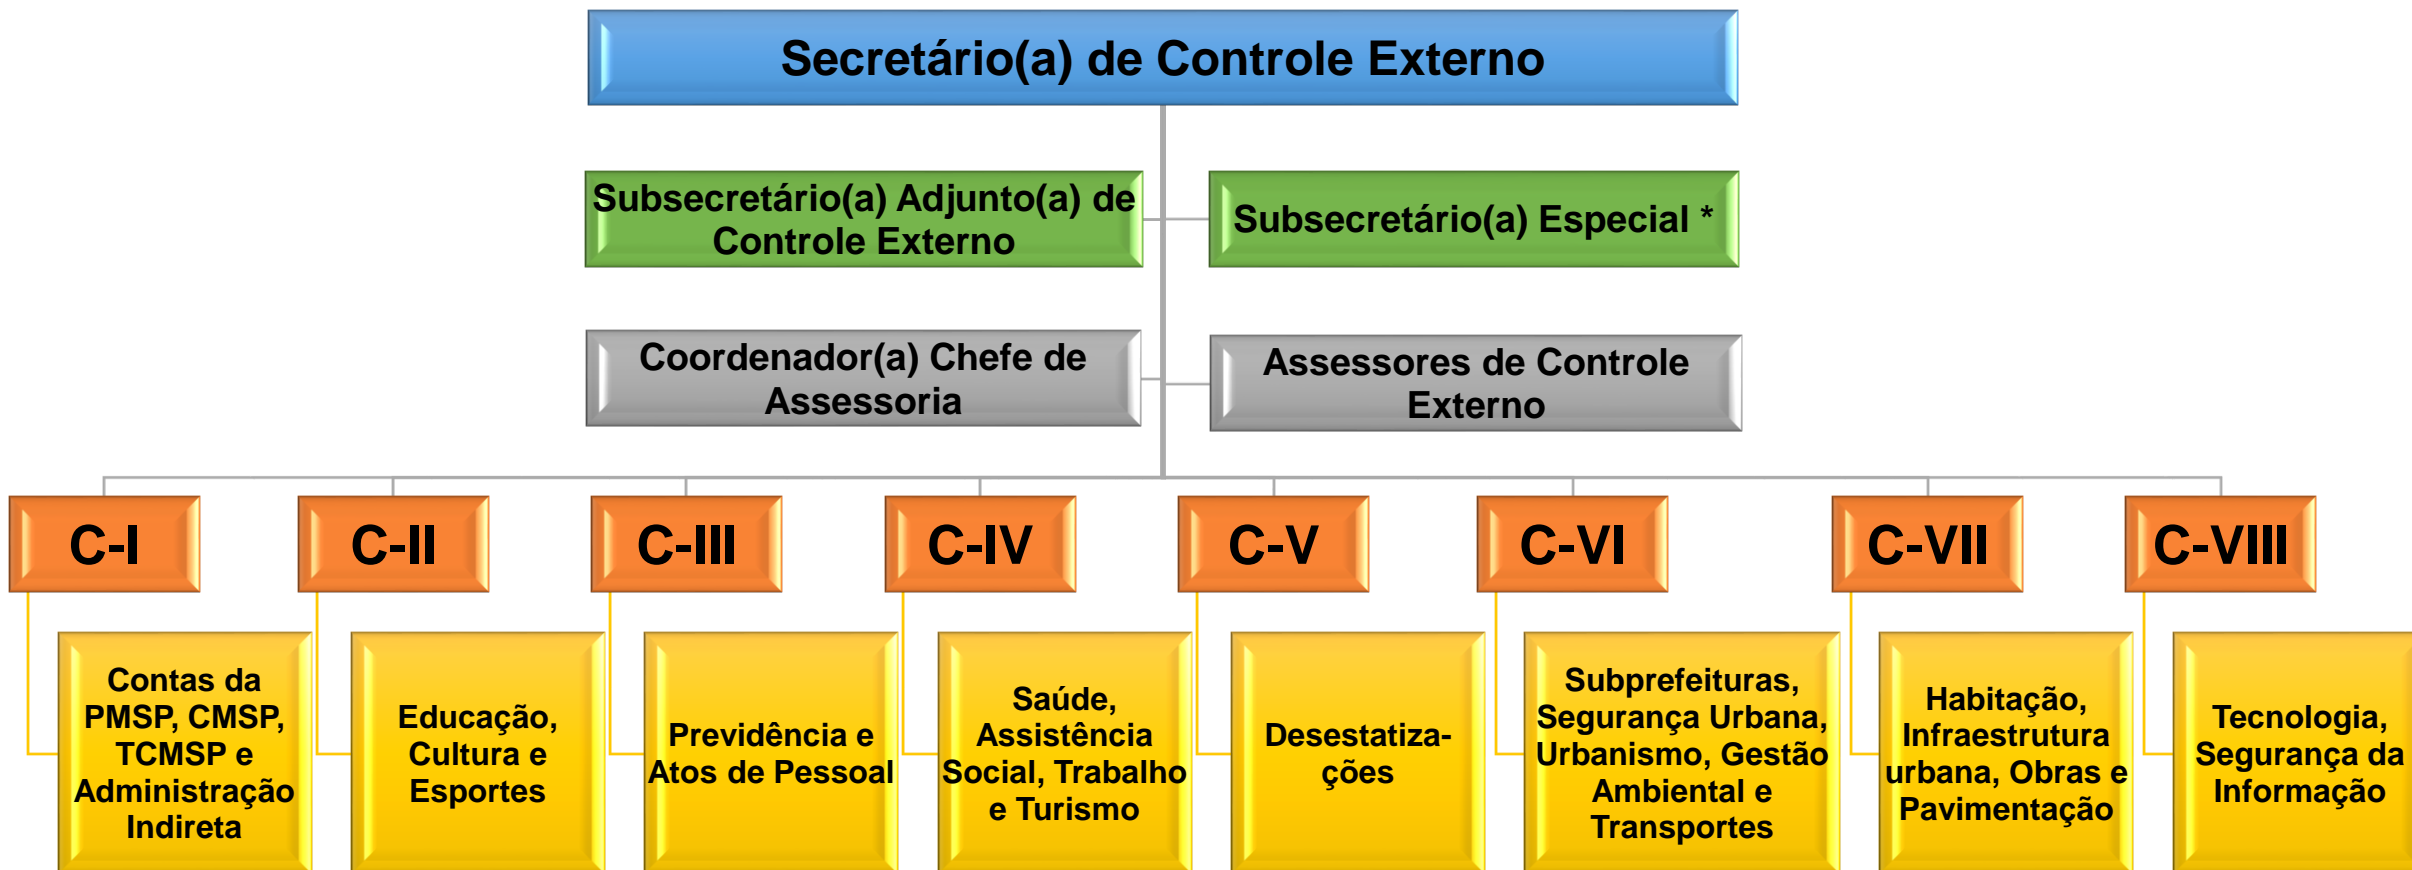 Secretário(a) de Controle Externo
Subsecretário(a) Adjunto(a) de
Controle Externo
Subsecretário(a) Especial *
Coordenador(a) Chefe de
Assessoria
Assessores de Controle
Externo
C-I
C-II
C-III
C-IV
C-V
C-VI
C-VII
C-VIII
Contas da
PMSP, CMSP,
TCMSP e
Administração
Indireta
Educação,
Cultura e
Esportes
Previdência e
Atos de Pessoal
Saúde,
Assistência
Social, Trabalho
e Turismo
Desestatiza-
ções
Subprefeituras,
Segurança Urbana,
Urbanismo, Gestão
Ambiental e
Transportes
Habitação,
Infraestrutura
urbana, Obras e
Pavimentação
Tecnologia,
Segurança da
Informação